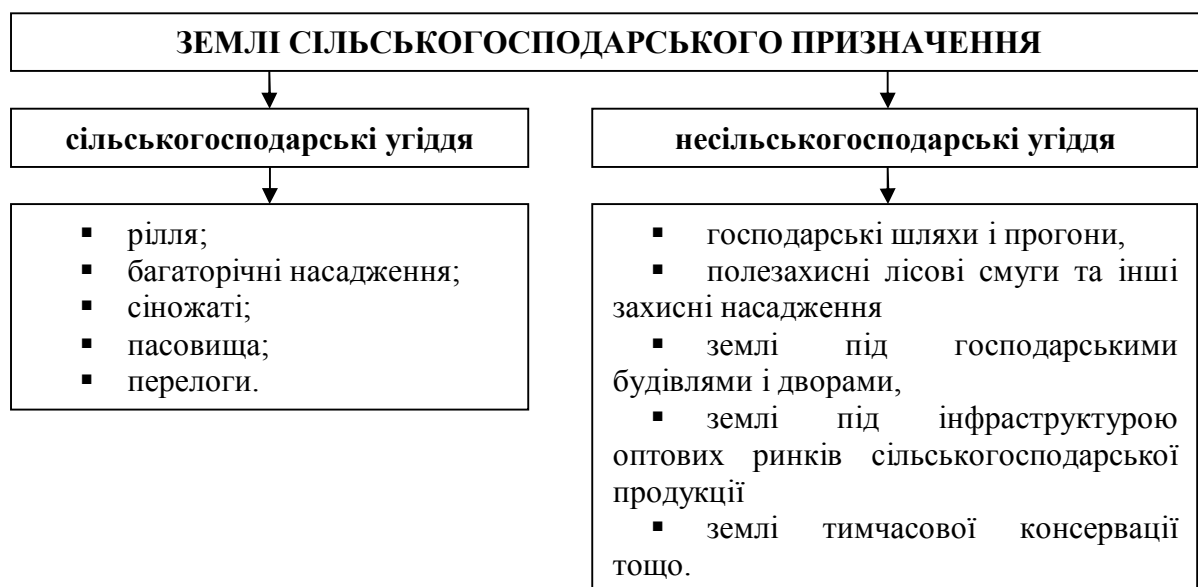 ЗЕМЛІ СІЛЬСЬКОГОСПОДАРСЬКОГО ПРИЗНАЧЕННЯ
сільськогосподарські угіддя
▪ рілля;
▪ багаторічні насадження;
▪ сіножаті;
▪ пасовища;
▪ перелоги.
несільськогосподарські угіддя
▪ господарські шляхи і прогони,
▪ полезахисні лісові смуги та інші
захисні насадження
▪ землі під господарськими
будівлями і дворами,
▪ землі під інфраструктурою
оптових ринків сільськогосподарської
продукції
▪ землі тимчасової консервації
тощо.